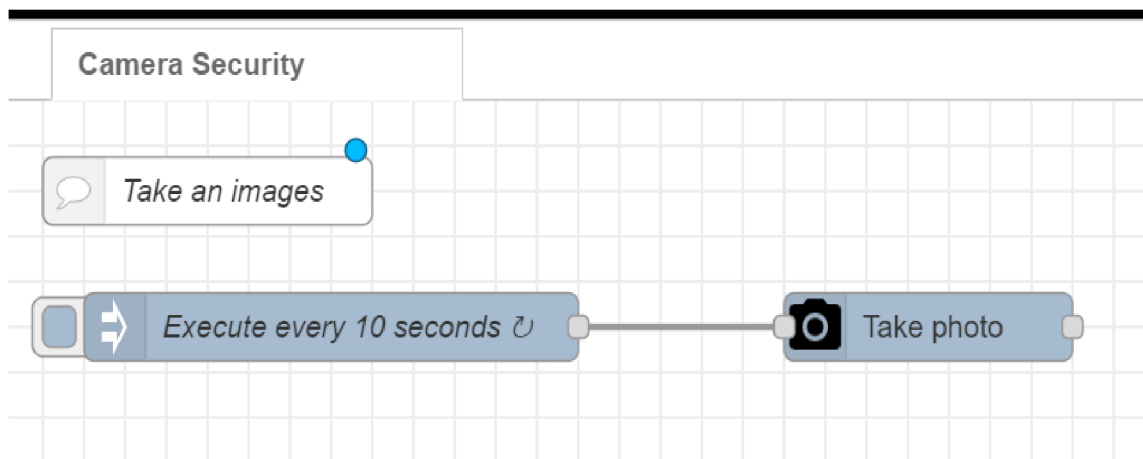 Camera Security
Take an images
Execute every 10 seconds ↻
Take photo